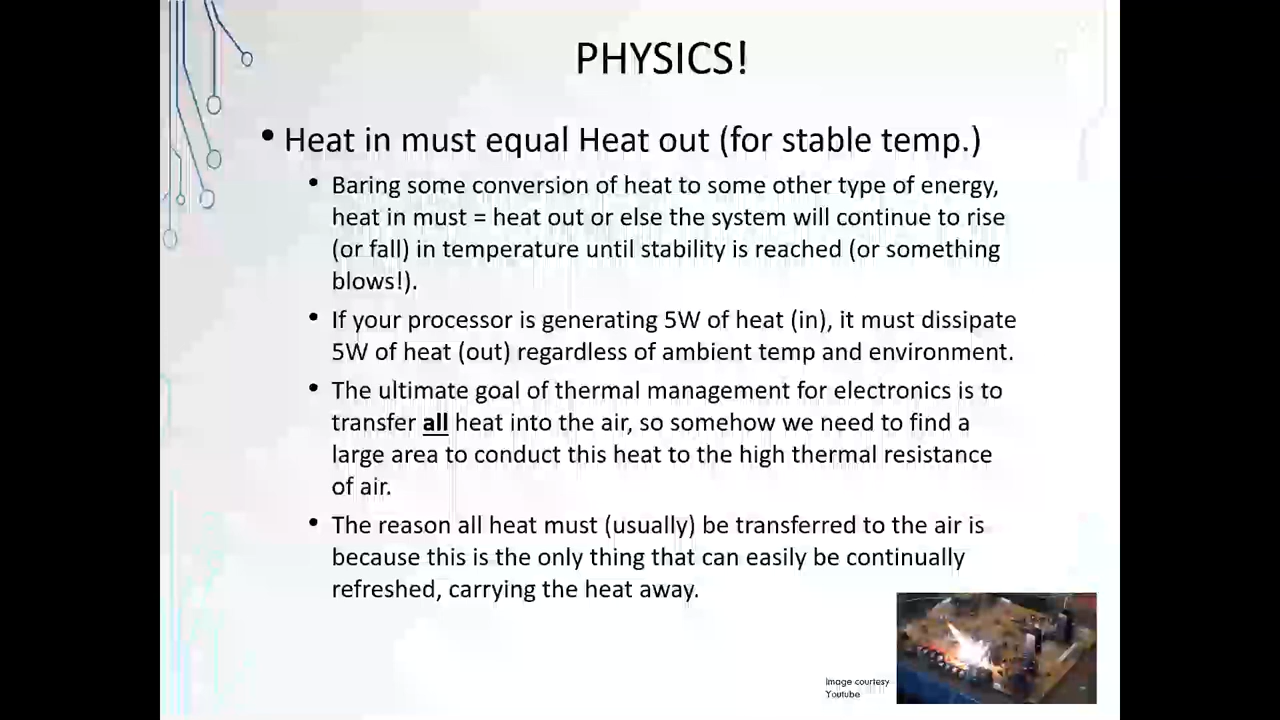 PHYSICS!
• Heat in must equal Heat out (for stable temp.)
• Baring some conversion of heat to some other type of energy,
heat in must = heat out or else the system will continue to rise
(or fall) in temperature until stability is reached (or something
blows!).
• If your processor is generating 5W of heat (in), it must dissipate
5W of heat (out) regardless of ambient temp and environment.
• The ultimate goal of thermal management for electronics is to
transfer all heat into the air, so somehow we need to find a
large area to conduct this heat to the high thermal resistance
of air.
• The reason all heat must (usually) be transferred to the air is
because this is the only thing that can easily be continually
refreshed, carrying the heat away.
Image courtesy
Youtube